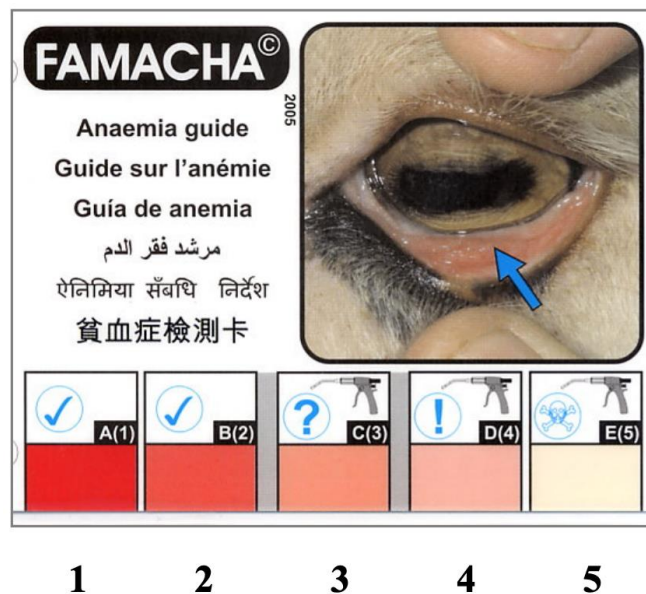 FAMACHA©
2005
Anaemia guide
Guide sur l'anémie
Guía de anemia
مرشد فقر الدم
ऐनिमिया सँबधि निर्देश
貧血症檢測卡
A(1) B(2) C(3) D(4) E(5)
? !
1 2 3 4 5